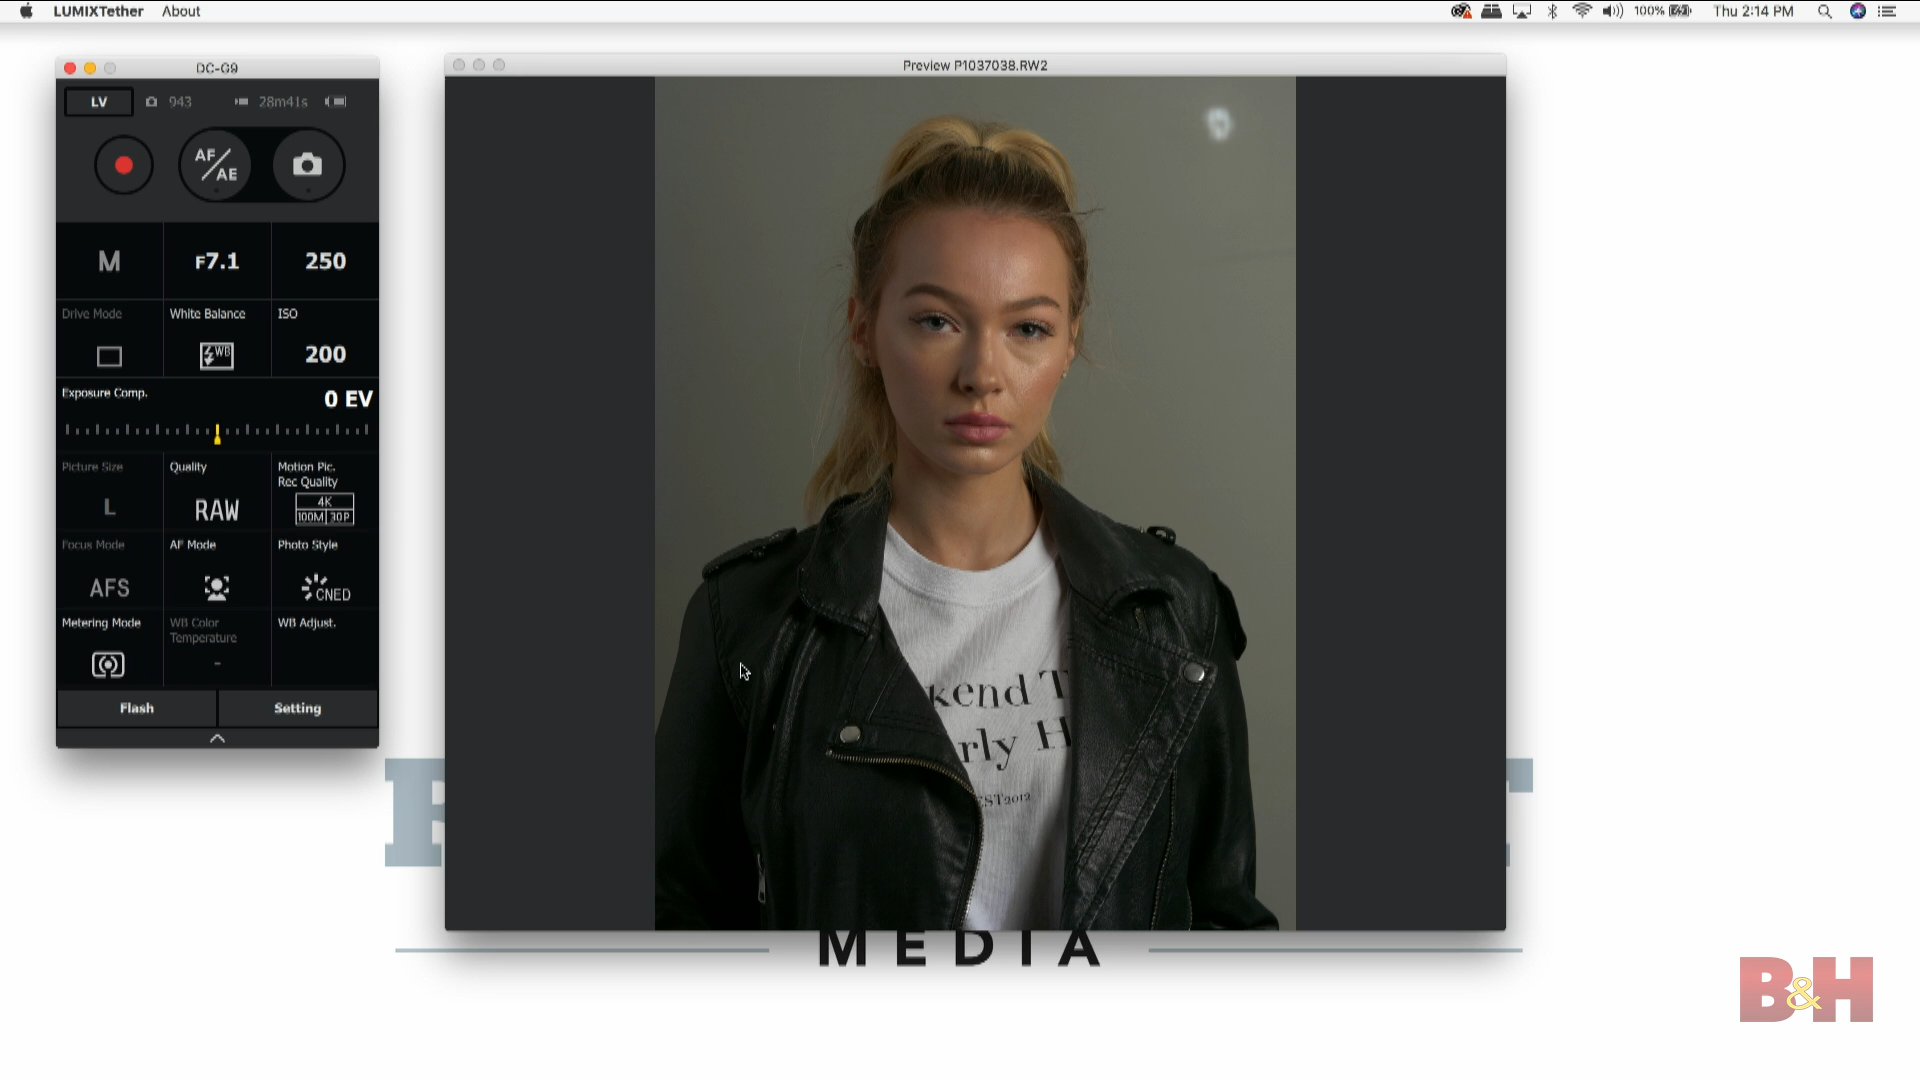 LUMIXTether About
100% Thu 2:14 PM
DC-G9
LV 943 28m41s
AF/AE
M F7.1 250
Drive Mode White Balance ISO
WB 200
Exposure Comp. 0 EV
Picture Size Quality Motion Pic. Rec Quality
L RAW 4K 100M 30P
Focus Mode AF Mode Photo Style
AFS CNED
Metering Mode WB Color Temperature WB Adjust.
-
Flash Setting
Preview P1037038.RW2
kend T
rly H
EST2012
MEDIA
B&H